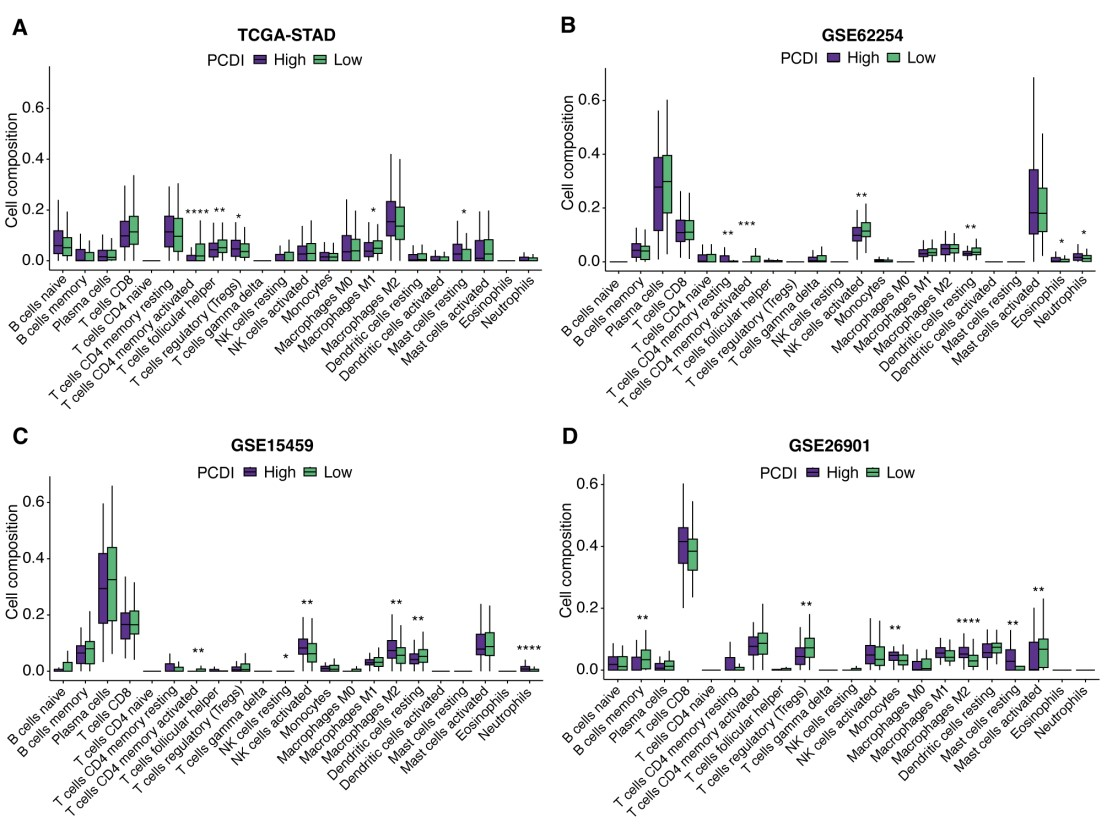 A
TCGA-STAD
PCDI High Low
Cell composition
0.6
0.4
0.2
0.0
**** ** * * *
B cells naive
B cells memory
Plasma cells
T cells CD8
T cells CD4 naive
T cells CD4 memory resting
T cells CD4 memory activated
T cells follicular helper
T cells regulatory (Tregs)
T cells gamma delta
NK cells resting
NK cells activated
Monocytes
Macrophages M0
Macrophages M1
Macrophages M2
Dendritic cells resting
Dendritic cells activated
Mast cells resting
Mast cells activated
Eosinophils
Neutrophils
B
GSE62254
PCDI High Low
Cell composition
0.6
0.4
0.2
0.0
** *** ** ** * *
B cells naive
B cells memory
Plasma cells
T cells CD8
T cells CD4 naive
T cells CD4 memory resting
T cells CD4 memory activated
T cells follicular helper
T cells regulatory (Tregs)
T cells gamma delta
NK cells resting
NK cells activated
Monocytes
Macrophages M0
Macrophages M1
Macrophages M2
Dendritic cells resting
Dendritic cells activated
Mast cells resting
Mast cells activated
Eosinophils
Neutrophils
C
GSE15459
PCDI High Low
Cell composition
0.6
0.4
0.2
0.0
** * ** ** ** ****
B cells naive
B cells memory
Plasma cells
T cells CD8
T cells CD4 naive
T cells CD4 memory resting
T cells CD4 memory activated
T cells follicular helper
T cells regulatory (Tregs)
T cells gamma delta
NK cells resting
NK cells activated
Monocytes
Macrophages M0
Macrophages M1
Macrophages M2
Dendritic cells resting
Dendritic cells activated
Mast cells resting
Mast cells activated
Eosinophils
Neutrophils
D
GSE26901
PCDI High Low
Cell composition
0.6
0.4
0.2
0.0
** ** ** **** ** **
B cells naive
B cells memory
Plasma cells
T cells CD8
T cells CD4 naive
T cells CD4 memory resting
T cells CD4 memory activated
T cells follicular helper
T cells regulatory (Tregs)
T cells gamma delta
NK cells resting
NK cells activated
Monocytes
Macrophages M0
Macrophages M1
Macrophages M2
Dendritic cells resting
Mast cells resting
Mast cells activated
Eosinophils
Neutrophils